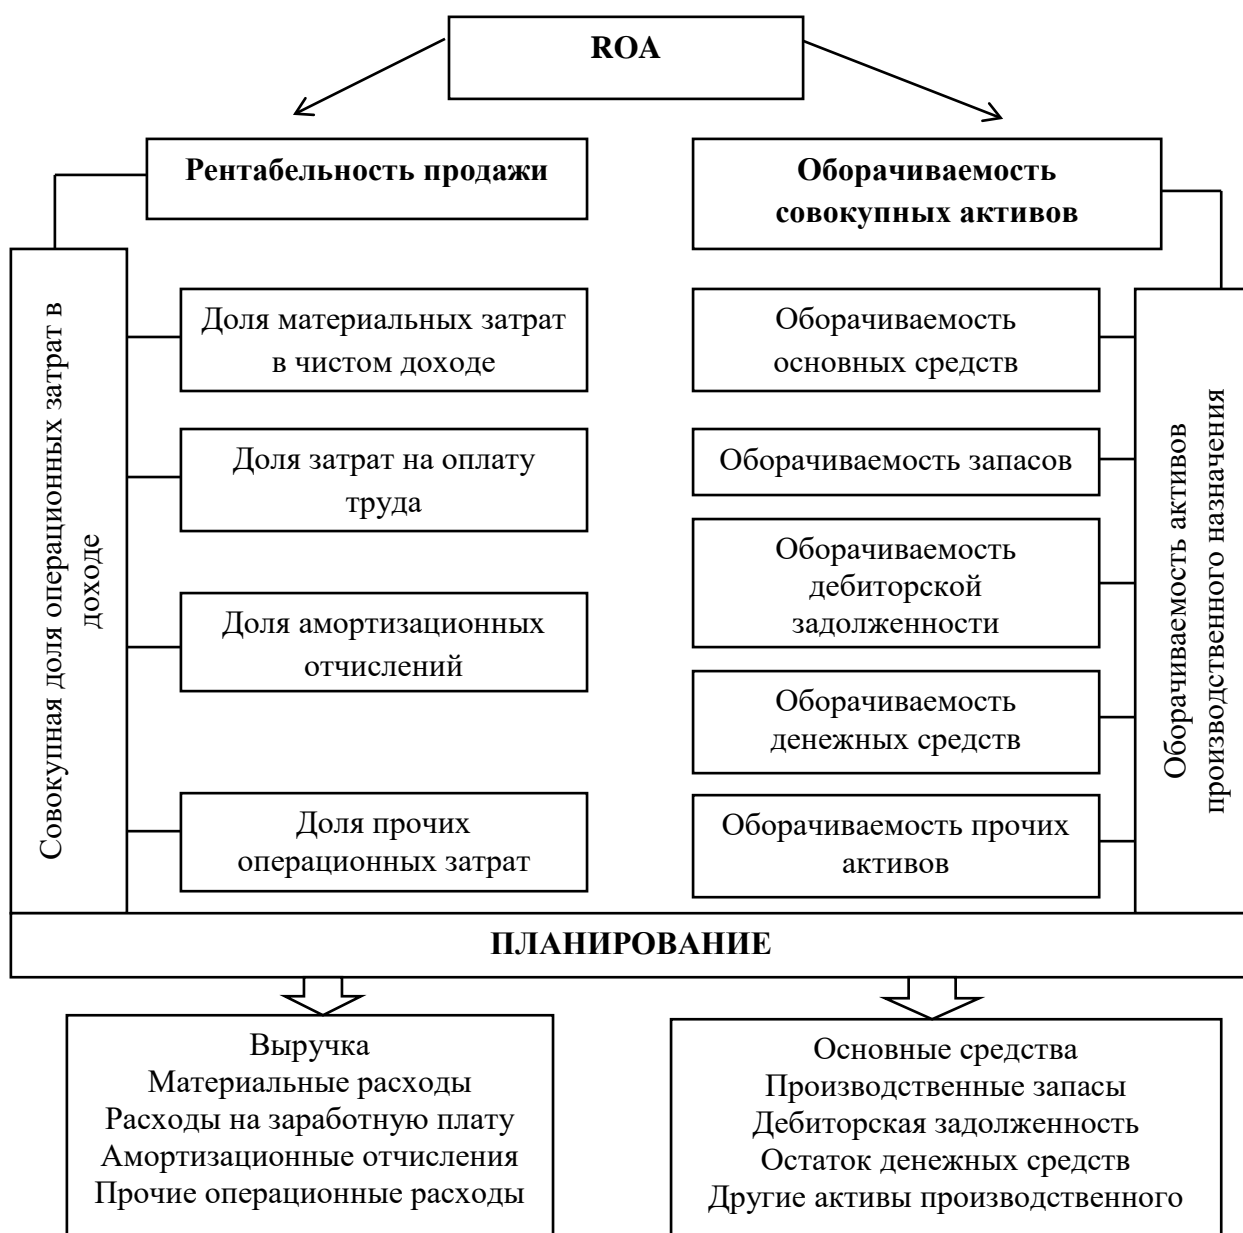 ROA
Рентабельность продажи
Оборачиваемость
совокупных активов
Совокупная доля операционных затрат в
доходе
Доля материальных затрат
в чистом доходе
Доля затрат на оплату
труда
Доля амортизационных
отчислений
Доля прочих
операционных затрат
Оборачиваемость
основных средств
Оборачиваемость запасов
Оборачиваемость
дебиторской
задолженности
Оборачиваемость
денежных средств
Оборачиваемость прочих
активов
Оборачиваемость активов
производственного назначения
ПЛАНИРОВАНИЕ
Выручка
Материальные расходы
Расходы на заработную плату
Амортизационные отчисления
Прочие операционные расходы
Основные средства
Производственные запасы
Дебиторская задолженность
Остаток денежных средств
Другие активы производственного